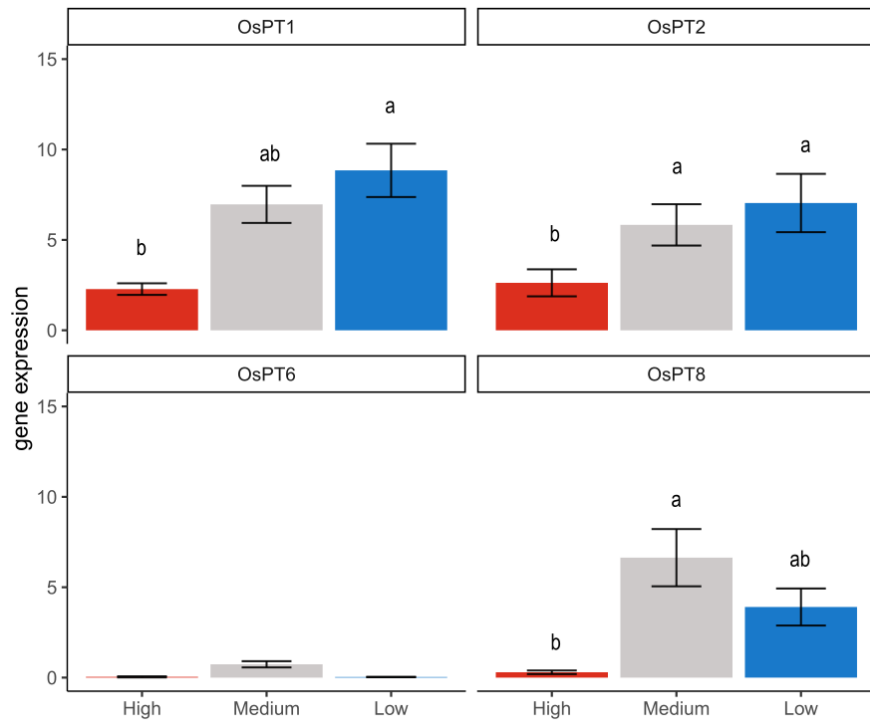 OsPT1
OsPT2
15
10
5
0
a
ab
b
a
a
b
gene expression
OsPT6
OsPT8
15
10
5
0
a
ab
b
High
Medium
Low
High
Medium
Low